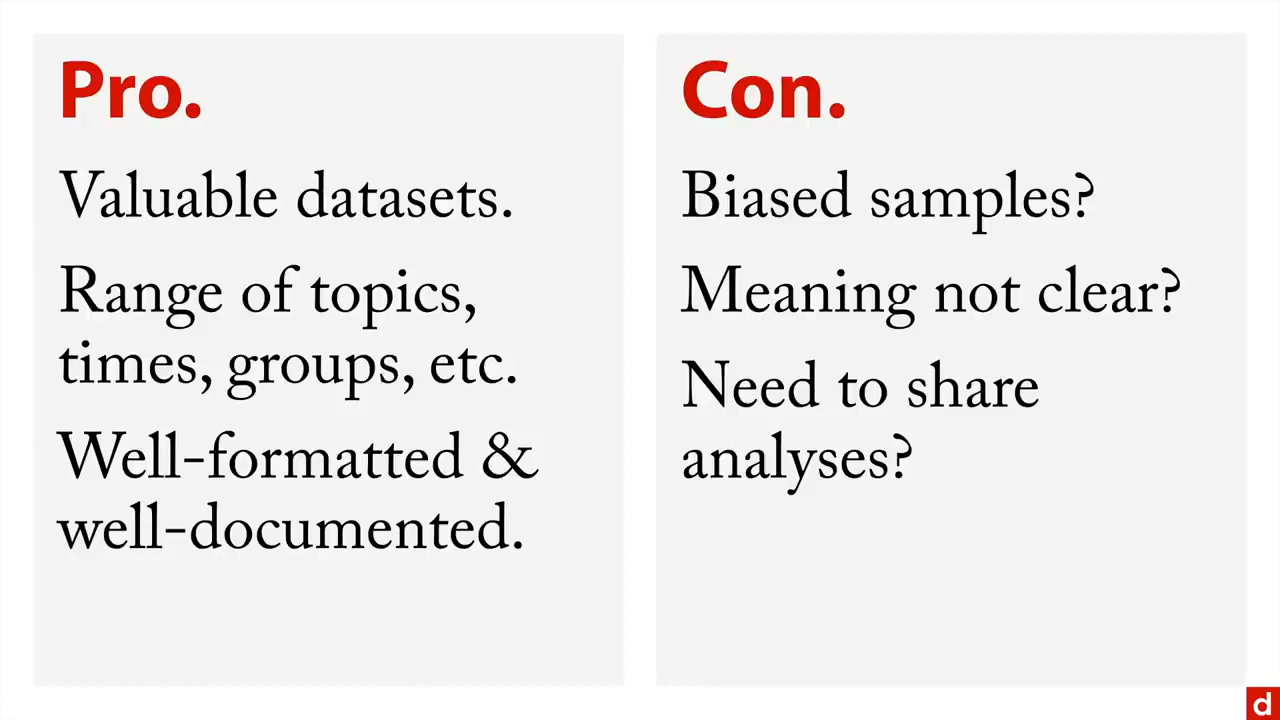 Pro.
Valuable datasets.
Range of topics,
times, groups, etc.
Well-formatted &
well-documented.
Con.
Biased samples?
Meaning not clear?
Need to share
analyses?
d